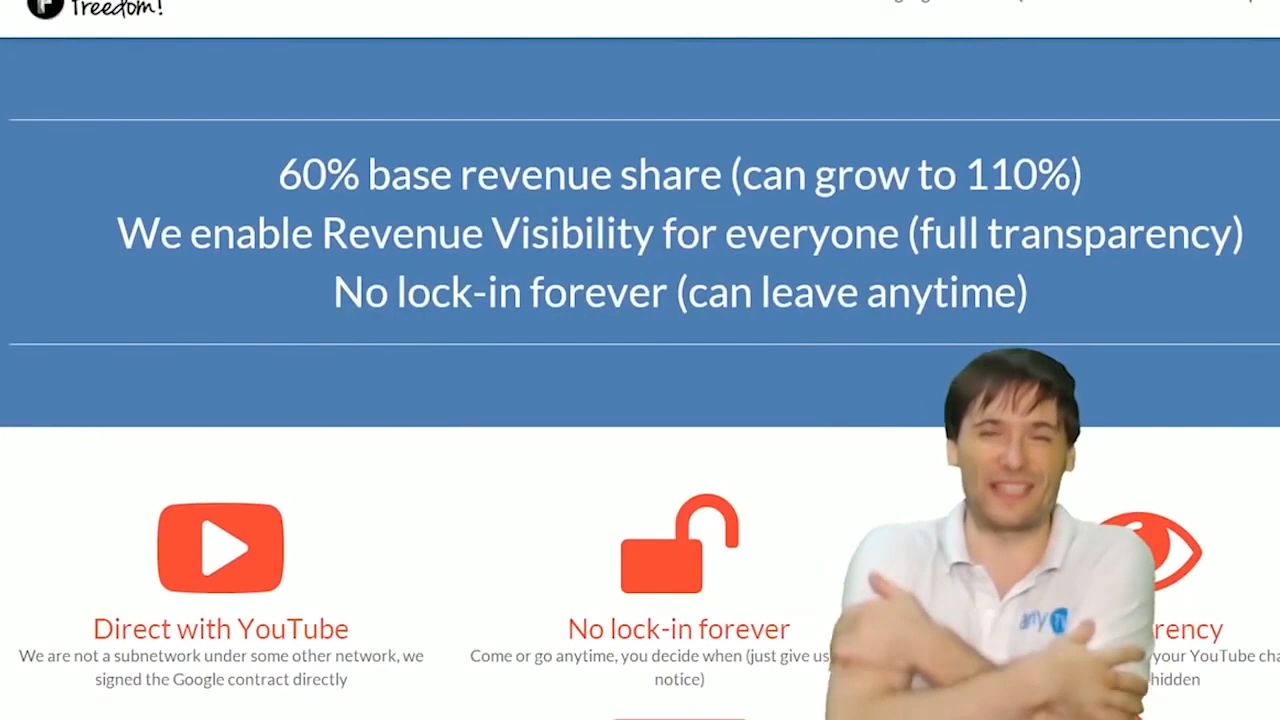 freedom!
60% base revenue share (can grow to 110%)
We enable Revenue Visibility for everyone (full transparency)
No lock-in forever (can leave anytime)
Direct with YouTube
We are not a subnetwork under some other network, we
signed the Google contract directly
No lock-in forever
Come or go anytime, you decide when (just give us
notice)
any
rency
your YouTube cha
hidden